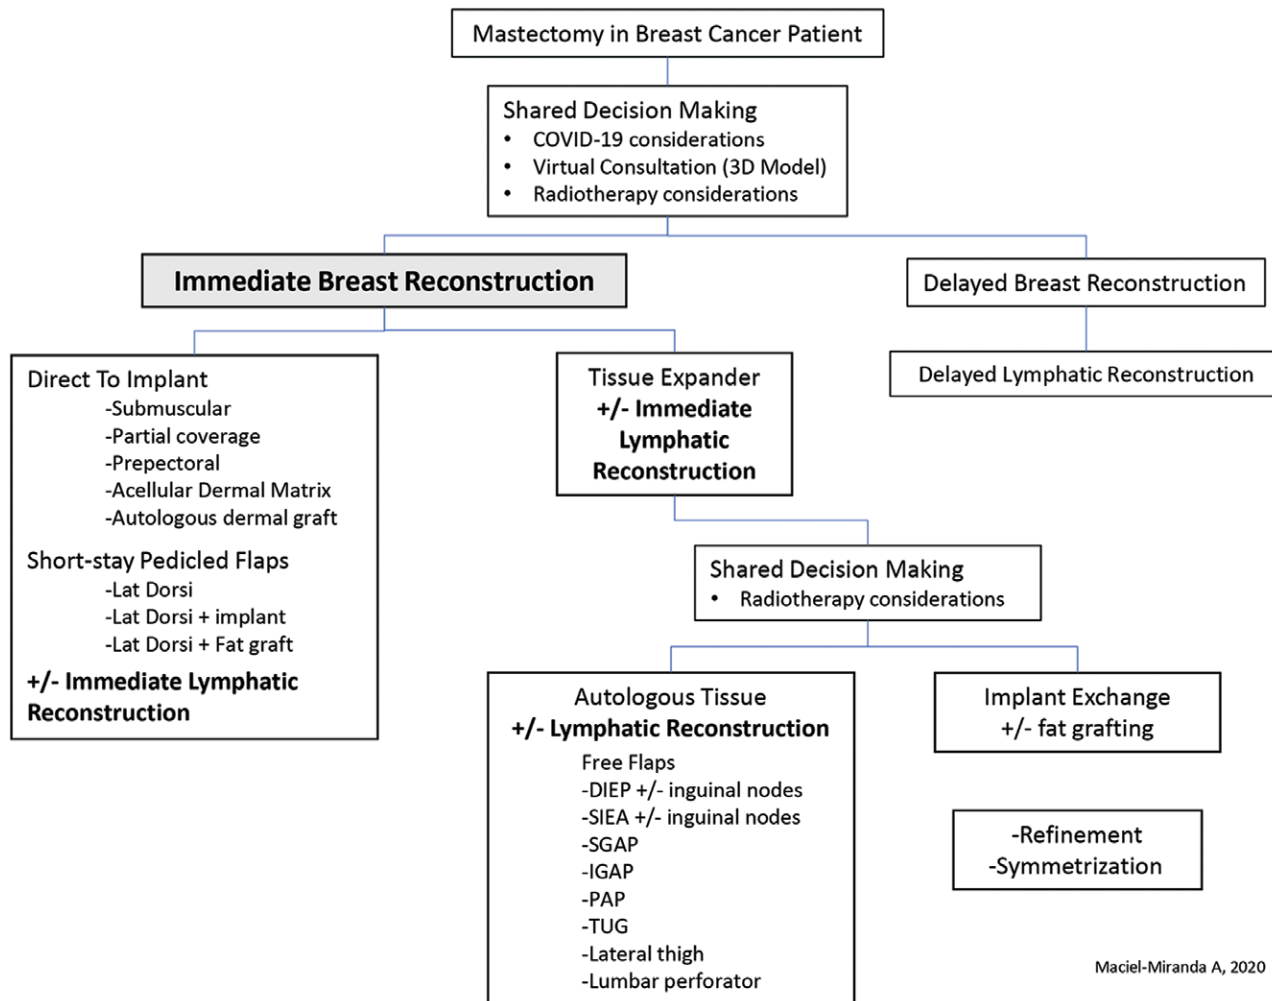 Mastectomy in Breast Cancer Patient
Shared Decision Making
• COVID-19 considerations
• Virtual Consultation (3D Model)
• Radiotherapy considerations
Immediate Breast Reconstruction
Delayed Breast Reconstruction
Delayed Lymphatic Reconstruction
Direct To Implant
-Submuscular
-Partial coverage
-Prepectoral
-Acellular Dermal Matrix
-Autologous dermal graft
Short-stay Pedicled Flaps
-Lat Dorsi
-Lat Dorsi + implant
-Lat Dorsi + Fat graft
+/- Immediate Lymphatic
Reconstruction
Tissue Expander
+/- Immediate
Lymphatic
Reconstruction
Shared Decision Making
• Radiotherapy considerations
Autologous Tissue
+/- Lymphatic Reconstruction
Free Flaps
-DIEP +/- inguinal nodes
-SIEA +/- inguinal nodes
-SGAP
-IGAP
-PAP
-TUG
-Lateral thigh
-Lumbar perforator
Implant Exchange
+/- fat grafting
-Refinement
-Symmetrization
Maciel-Miranda A, 2020